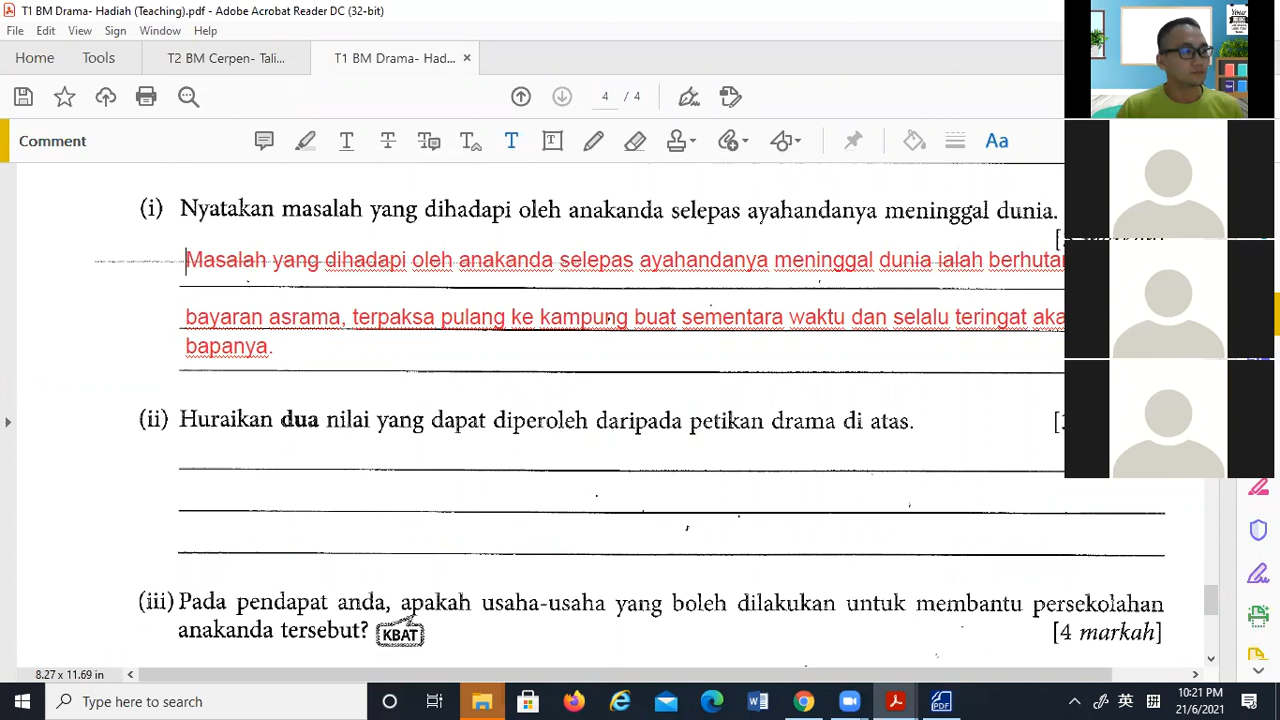 T1 BM Drama- Hadiah (Teaching).pdf - Adobe Acrobat Reader DC (32-bit)
File Edit View Sign Window Help
Home Tools T2 BM Cerpen- Tali... T1 BM Drama- Had... ×
4 / 4
Comment
(i) Nyatakan masalah yang dihadapi oleh anakanda selepas ayahandanya meninggal dunia.
Masalah yang dihadapi oleh anakanda selepas ayahandanya meninggal dunia ialah berhutan
bayaran asrama, terpaksa pulang ke kampung buat sementara waktu dan selalu teringat aka
bapanya.
(ii) Huraikan dua nilai yang dapat diperoleh daripada petikan drama di atas.
(iii) Pada pendapat anda, apakah usaha-usaha yang boleh dilakukan untuk membantu persekolahan
anakanda tersebut? KBAT [4 markah]
8.27 x 11.69 in
Type here to search
英 拼 10:21 PM
21/6/2021